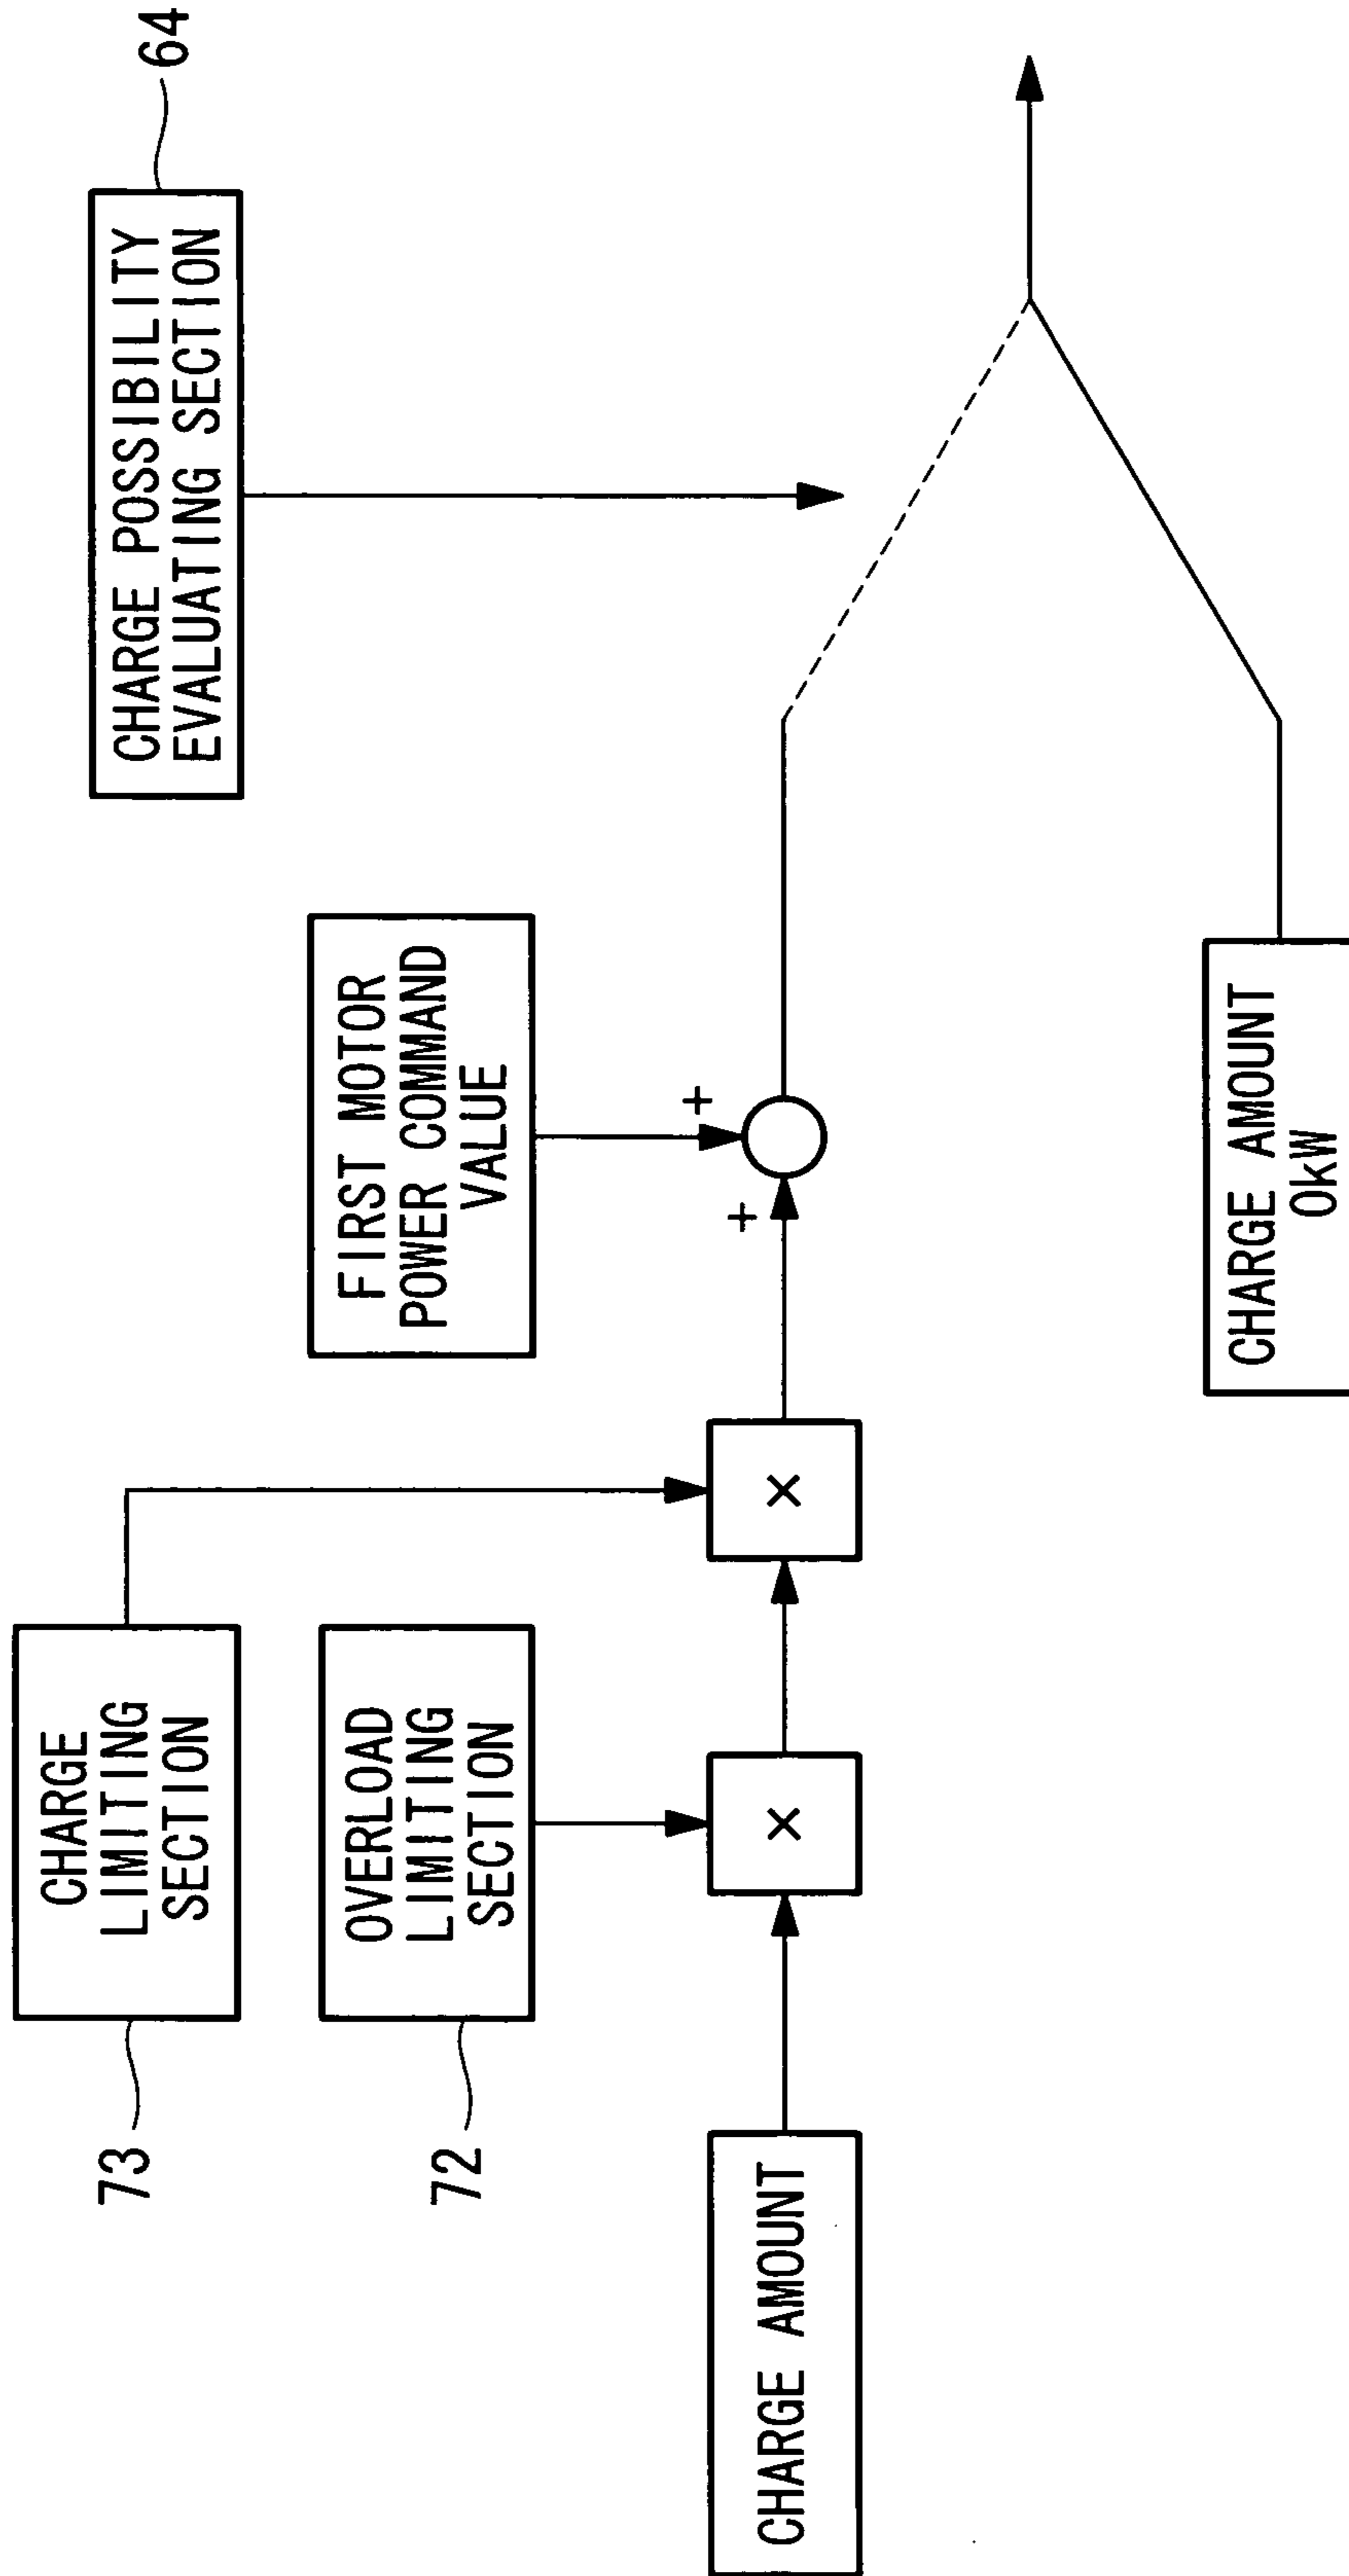 64
CHARGE POSSIBILITY
EVALUATING SECTION
73
CHARGE
LIMITING
SECTION
72
OVERLOAD
LIMITING
SECTION
FIRST MOTOR
POWER COMMAND
VALUE
CHARGE AMOUNT
×
×
+
+
CHARGE AMOUNT
0kW